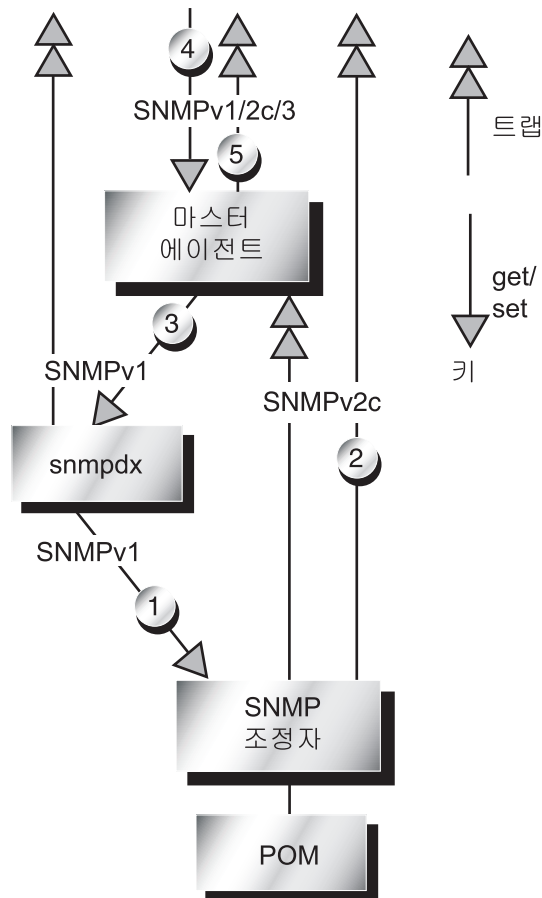 4
SNMPv1/2c/3
5
트랩
마스터
에이전트
get/
set
3
키
SNMPv1
SNMPv2c
snmpdx
2
SNMPv1
1
SNMP
조정자
POM